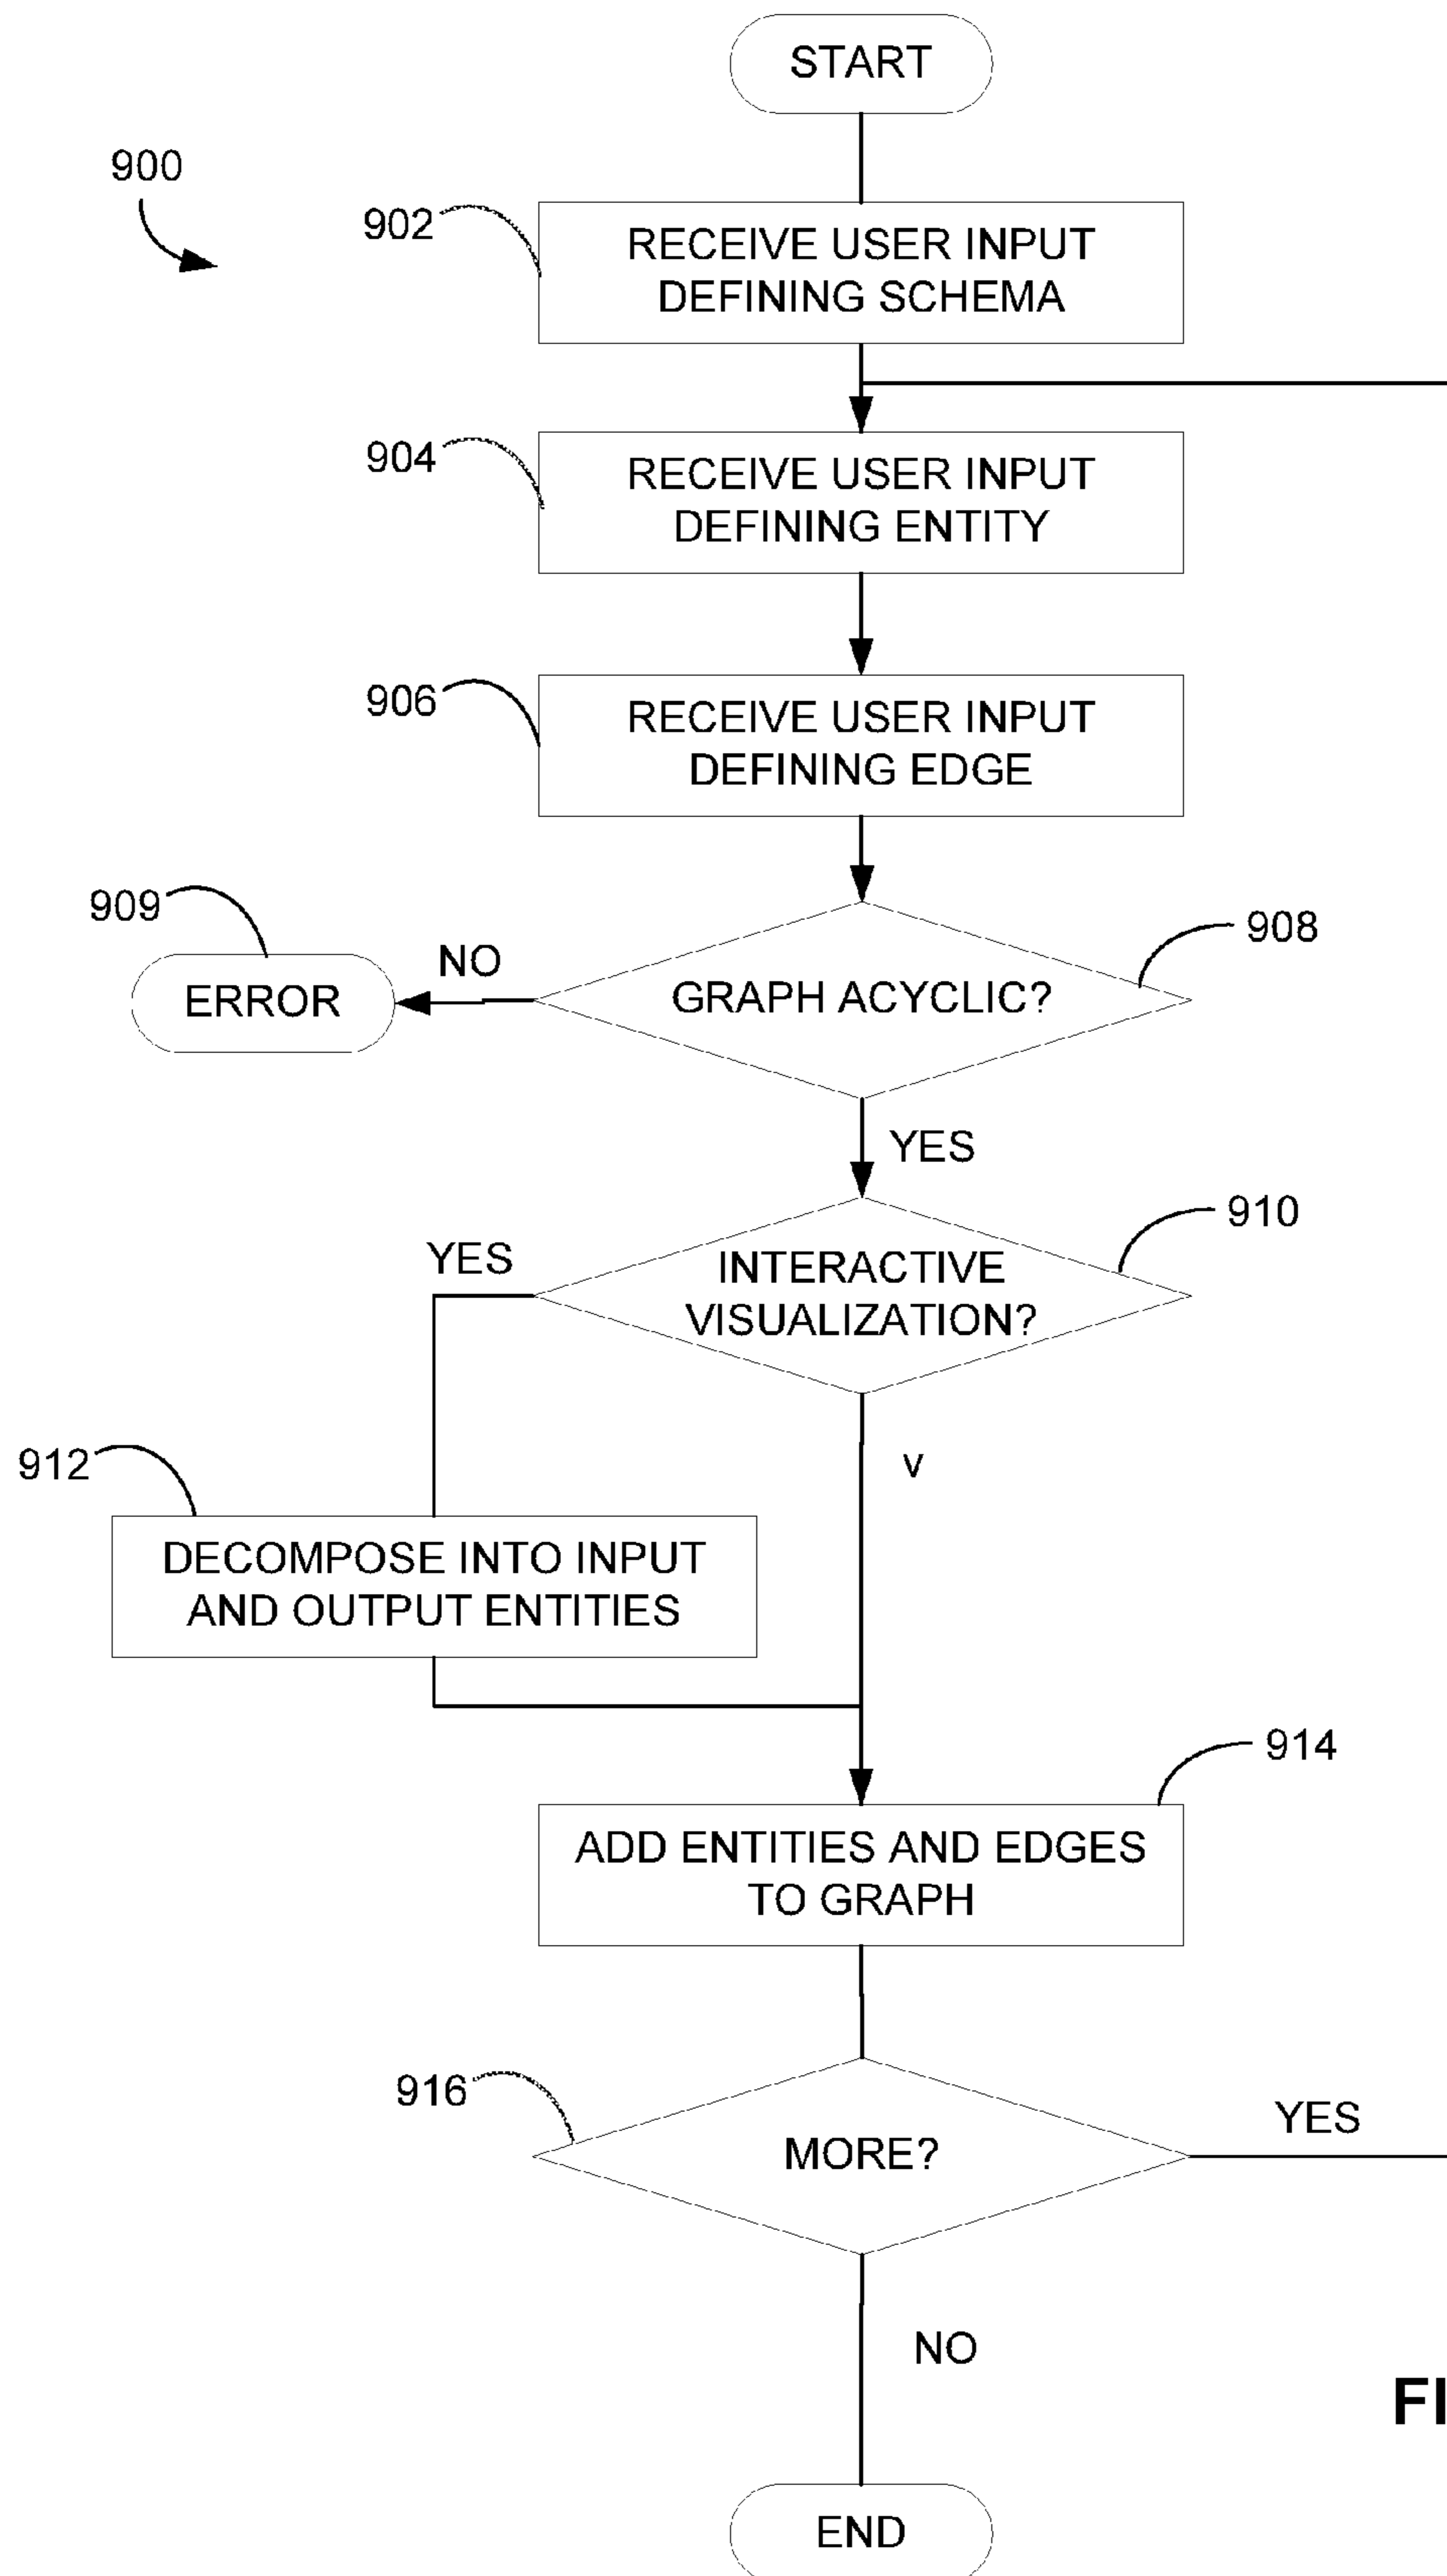 START
900
902
RECEIVE USER INPUT
DEFINING SCHEMA
904
RECEIVE USER INPUT
DEFINING ENTITY
906
RECEIVE USER INPUT
DEFINING EDGE
909
908
NO
ERROR
GRAPH ACYCLIC?
YES
910
YES
INTERACTIVE
VISUALIZATION?
912
v
DECOMPOSE INTO INPUT
AND OUTPUT ENTITIES
914
ADD ENTITIES AND EDGES
TO GRAPH
916
YES
MORE?
NO
FI
END